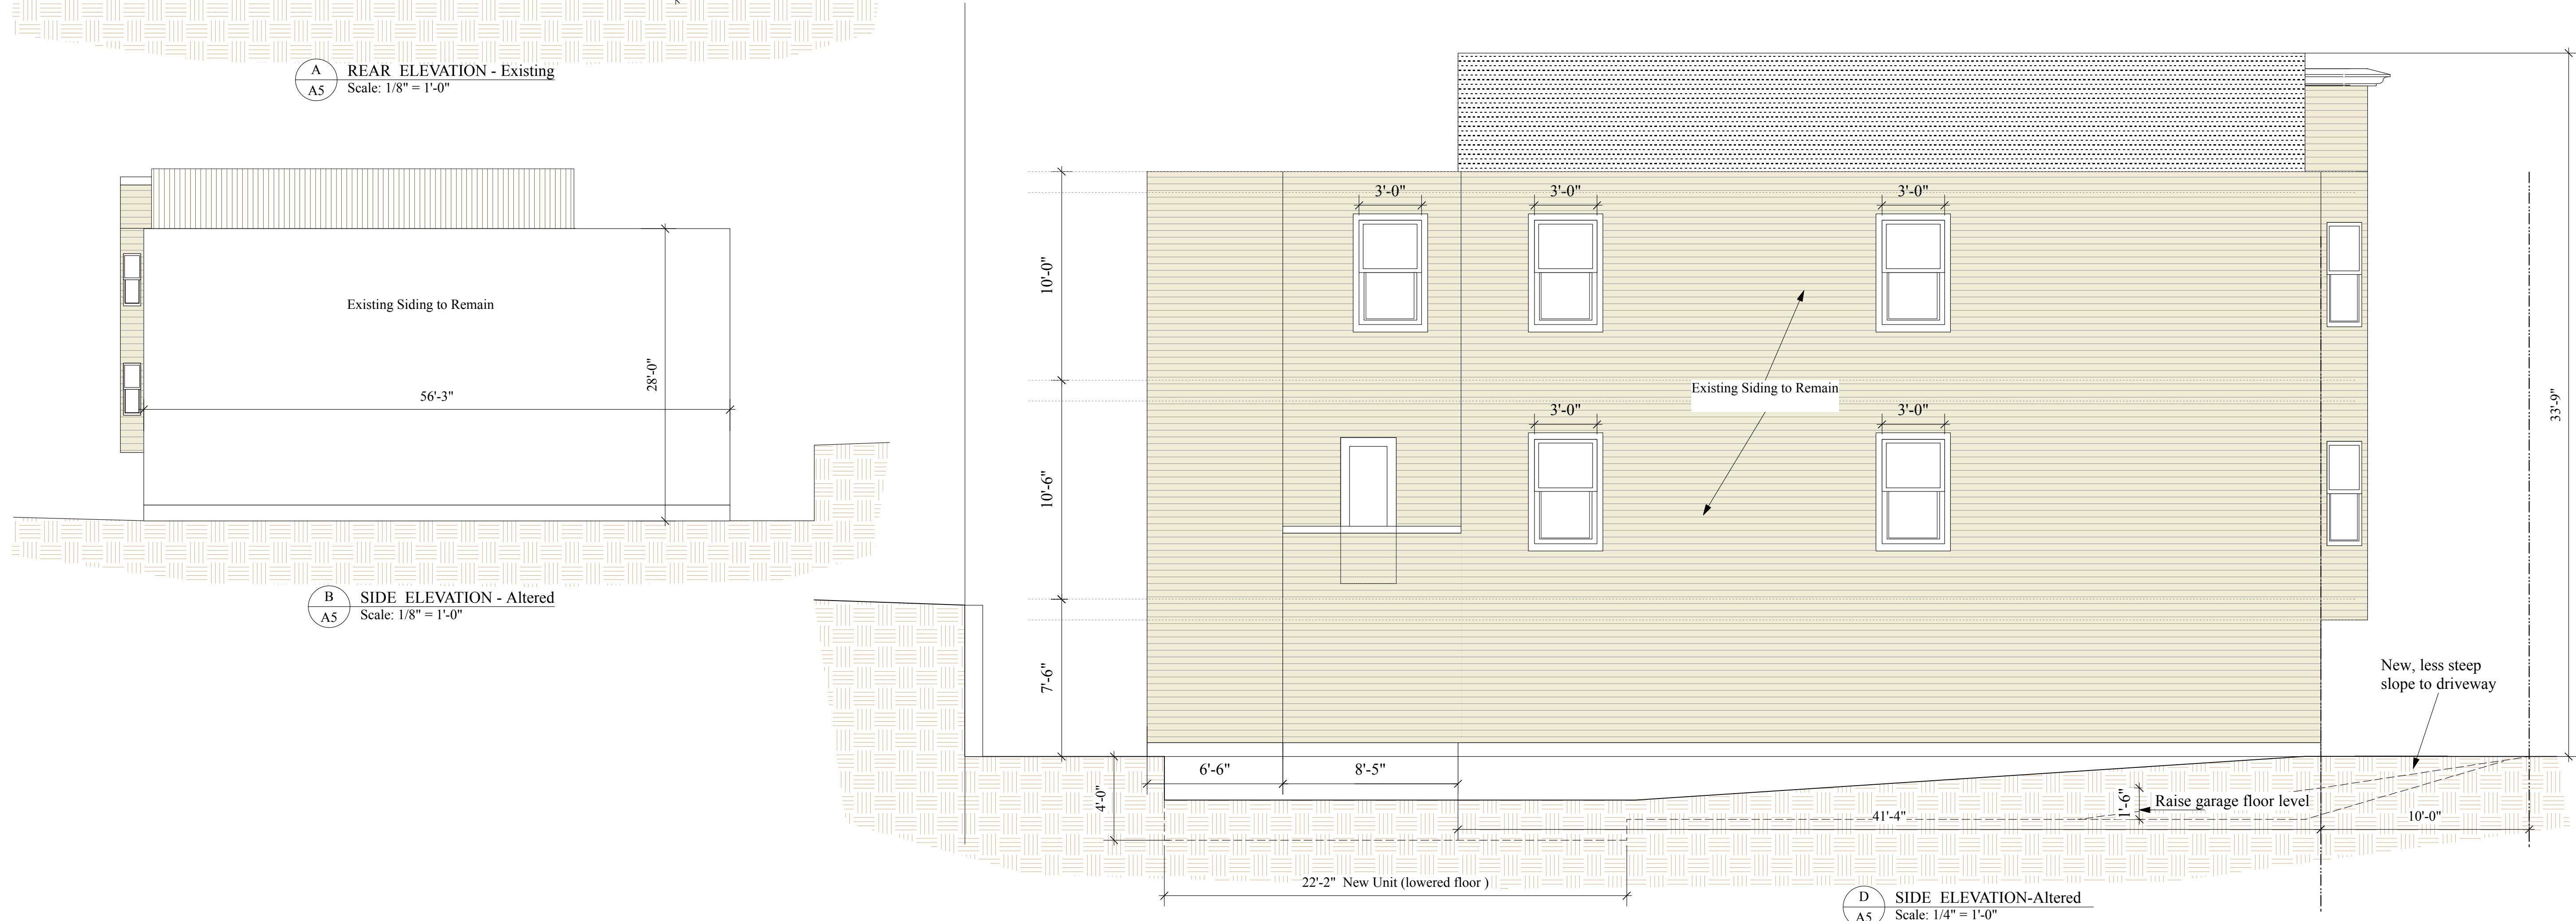 A
A5
REAR ELEVATION - Existing
Scale: 1/8" = 1'-0"
Existing Siding to Remain
28'-0"
56'-3"
B
A5
SIDE ELEVATION - Altered
Scale: 1/8" = 1'-0"
3'-0"
3'-0"
3'-0"
10'-0"
Existing Siding to Remain
3'-0"
3'-0"
33'-9"
10'-6"
7'-6"
New, less steep
slope to driveway
6'-6"
8'-5"
4'-0"
1'-6"
Raise garage floor level
41'-4"
10'-0"
22'-2" New Unit (lowered floor )
D
A5
SIDE ELEVATION-Altered
Scale: 1/4" = 1'-0"